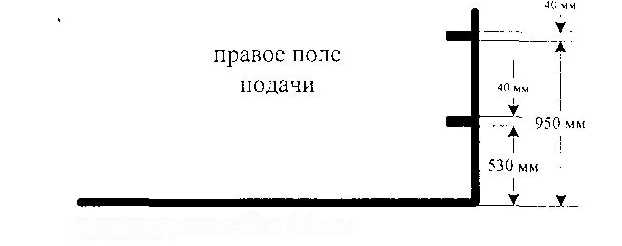 40 мм
правое поле
подачи
40 мм
950 мм
530 мм